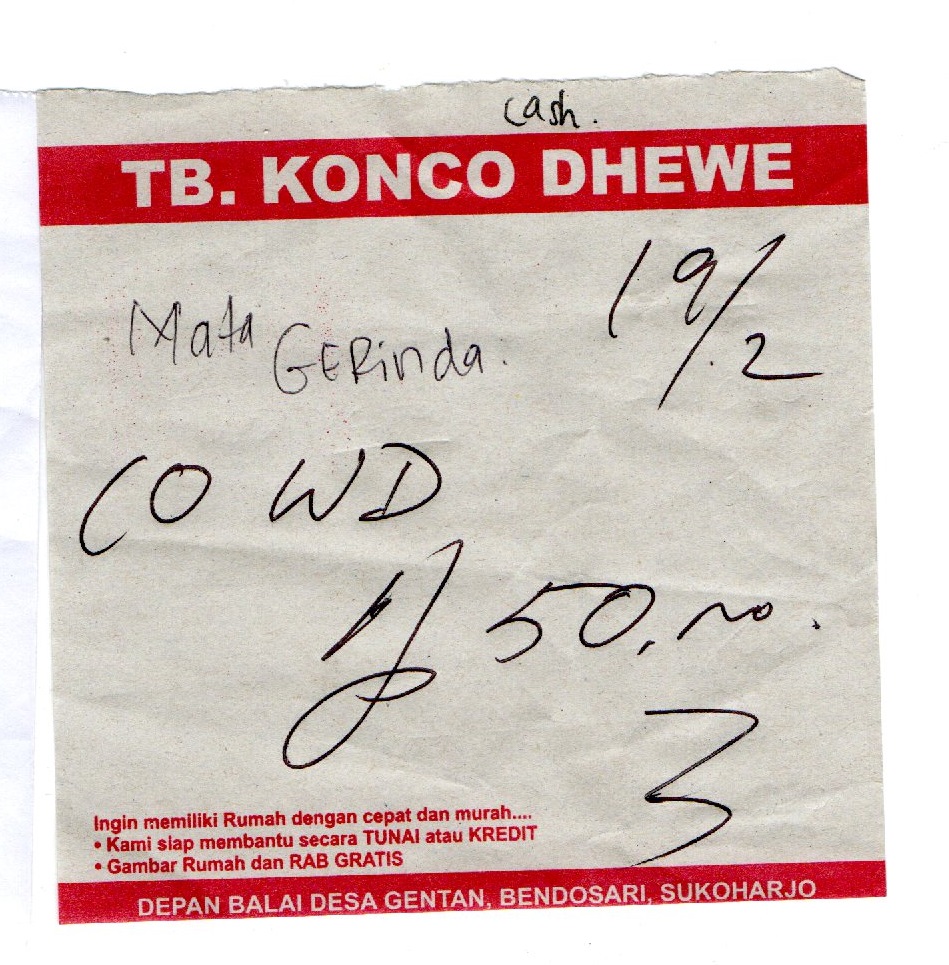 cash.
TB. KONCO DHEWE
19/2
Mata GERinda.
CO WD
50,
3
Ingin memiliki Rumah dengan cepat dan murah....
• Kami siap membantu secara TUNAI atau KREDIT
• Gambar Rumah dan RAB GRATIS
DEPAN BALAI DESA GENTAN, BENDOSARI, SUKOHARJO